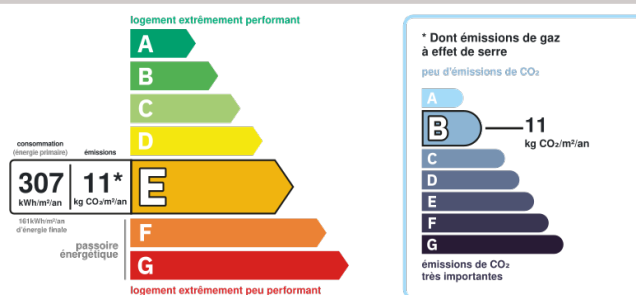 logement extrêmement performant
A
B
C
D
consommation
(énergie primaire)
émissions
307
kWh/m²/an
11*
kg CO₂/m²/an
E
161kWh/m²/an
d'énergie finale
passoire
énergétique
F
G
logement extrêmement peu performant
* Dont émissions de gaz
à effet de serre
peu d'émissions de CO₂
A
B
11
kg CO₂/m²/an
C
D
E
F
G
émissions de CO₂
très importantes